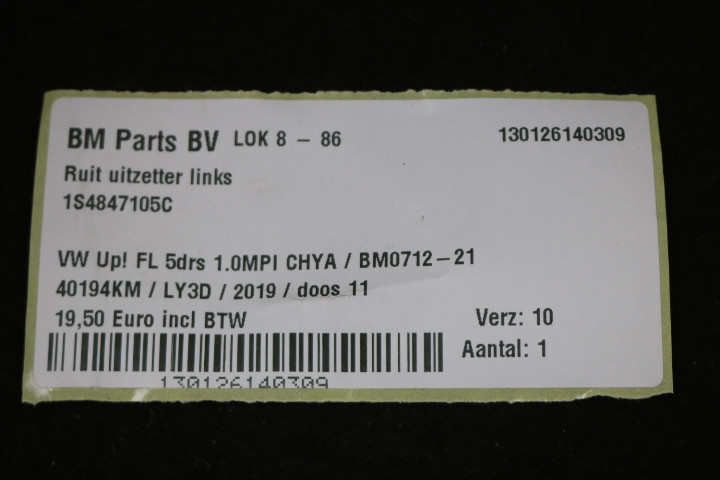 BM Parts BV LOK 8 - 86 130126140309
Ruit uitzetter links
1S4847105C
VW Up! FL 5drs 1.0MPI CHYA / BM0712-21
40194KM / LY3D / 2019 / doos 11
19,50 Euro incl BTW Verz: 10
Aantal: 1
130126140309